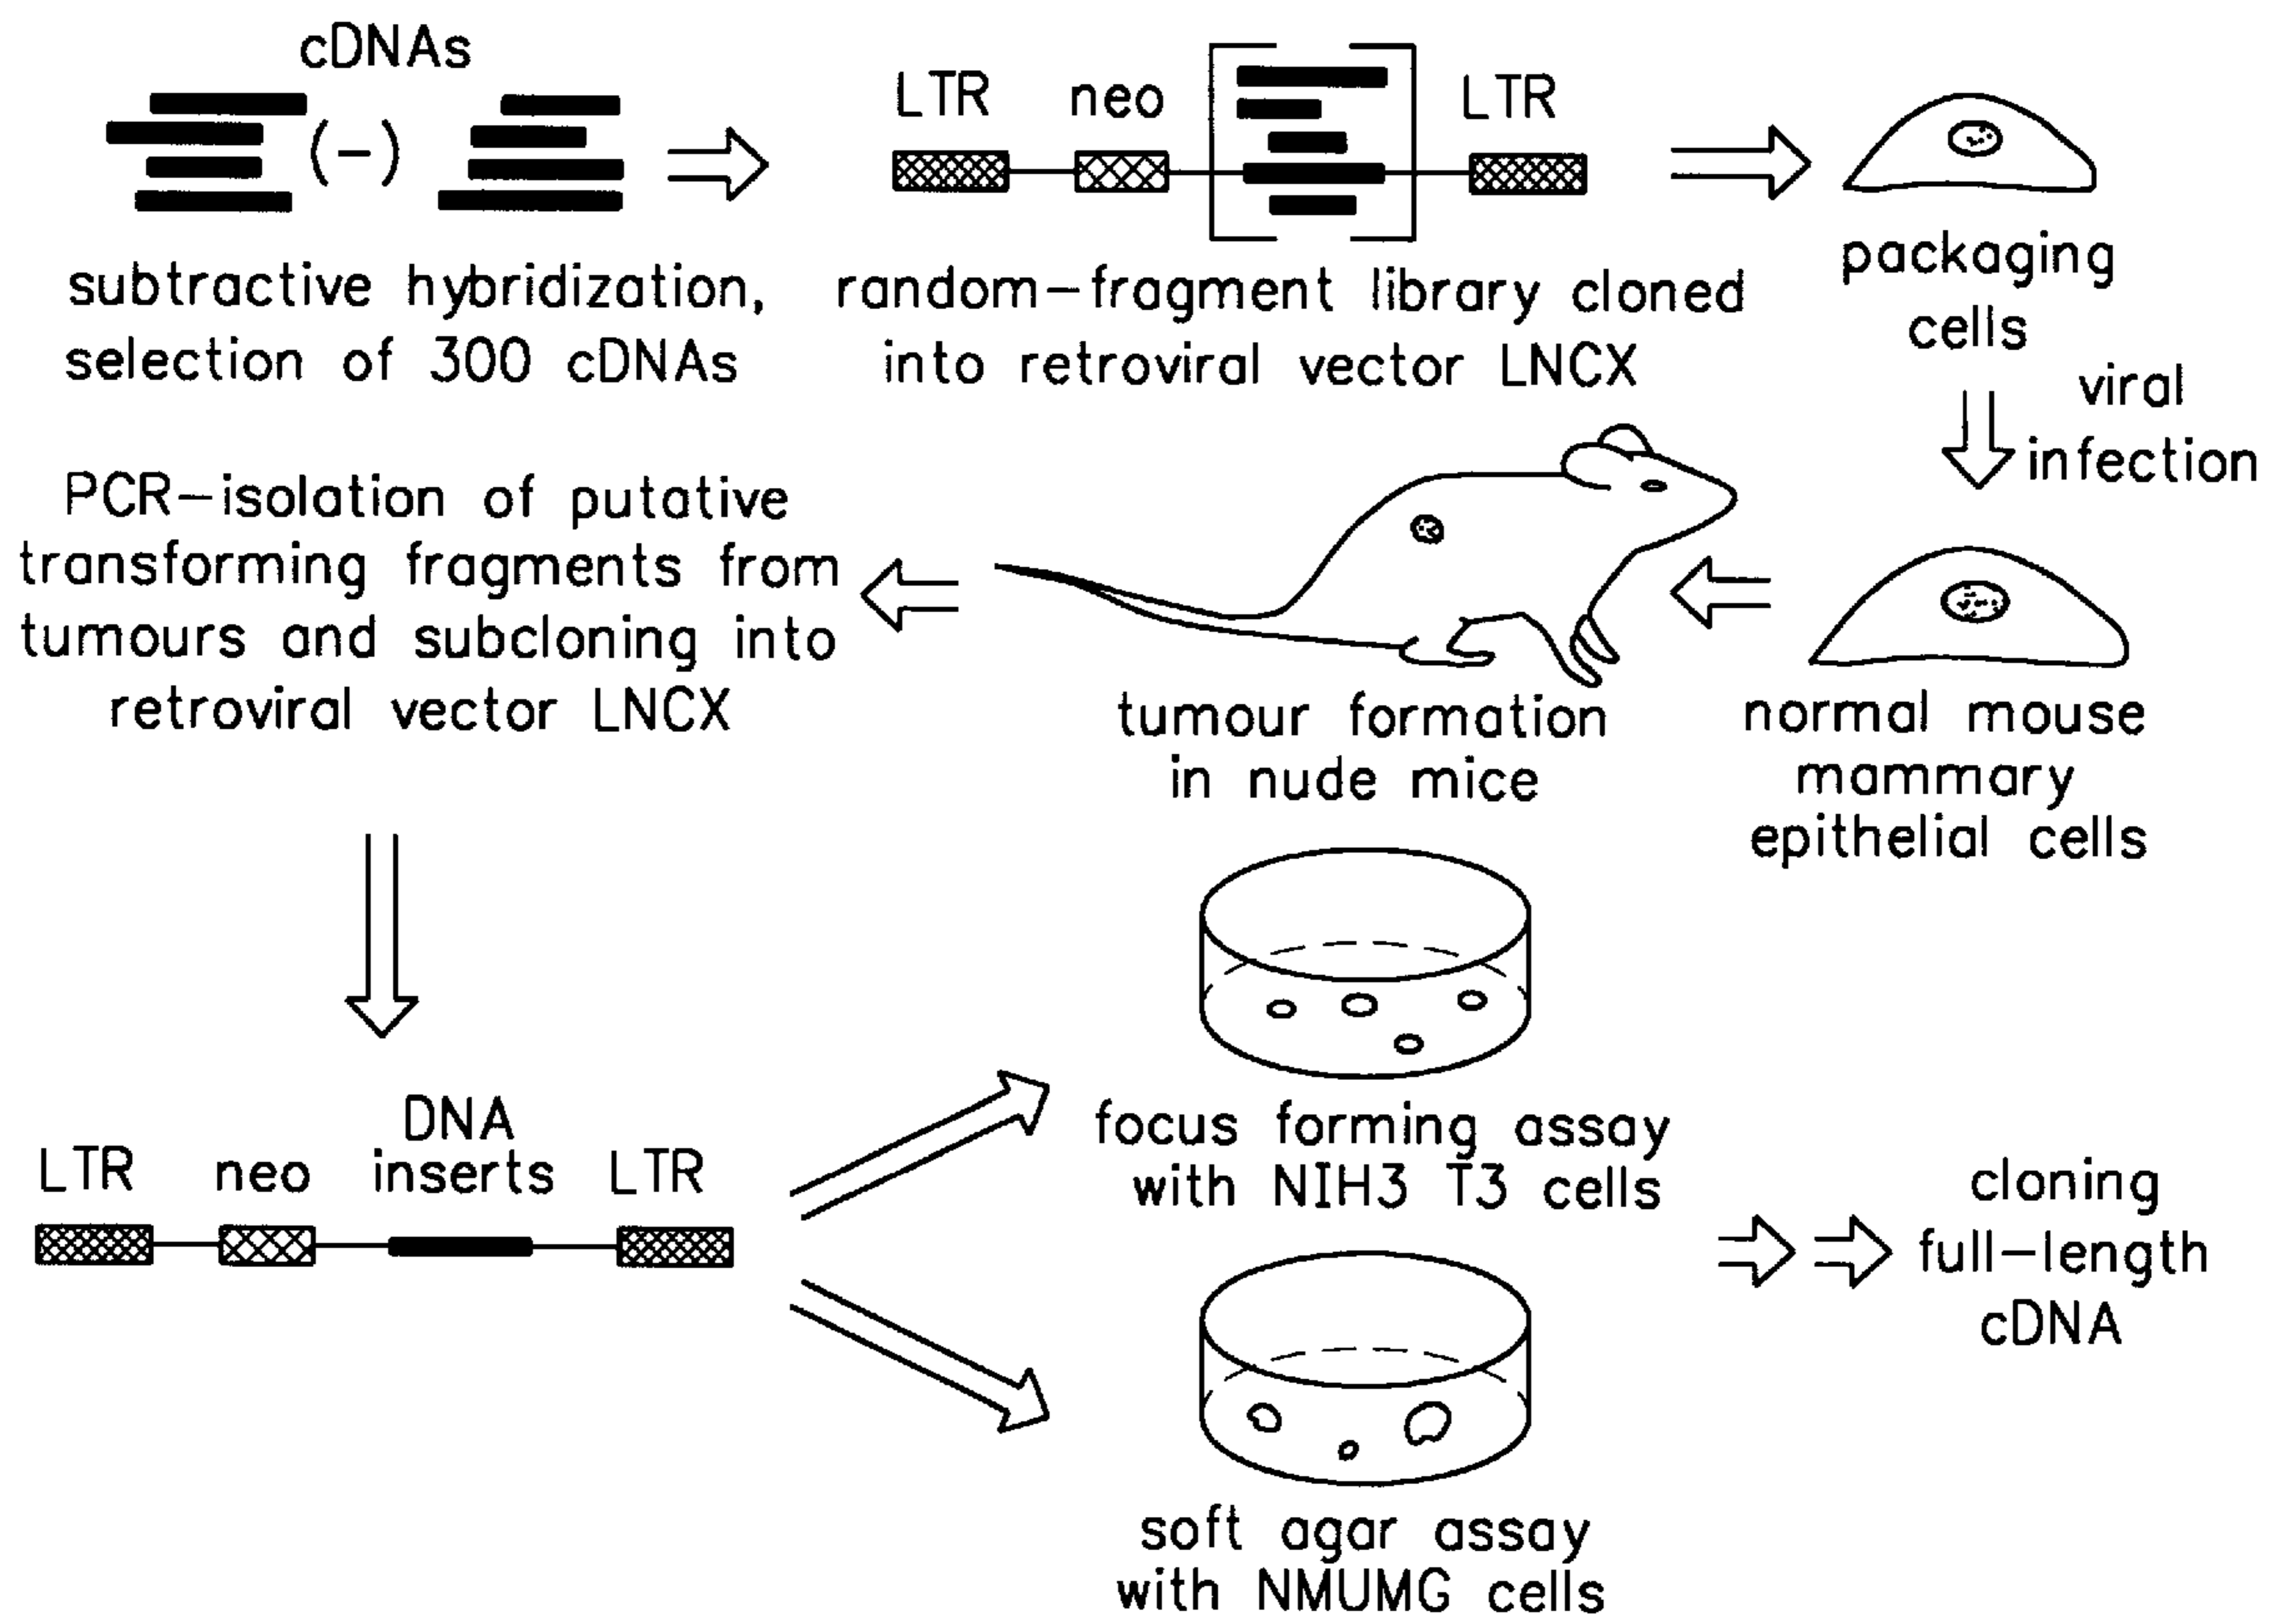 cDNAs
(-)
subtractive hybridization,
selection of 300 cDNAs
LTR neo LTR
random-fragment library cloned
into retroviral vector LNCX
packaging
cells
viral
infection
normal mouse
mammary
epithelial cells
tumour formation
in nude mice
PCR-isolation of putative
transforming fragments from
tumours and subcloning into
retroviral vector LNCX
DNA
LTR neo inserts LTR
focus forming assay
with NIH3 T3 cells
soft agar assay
with NMUMG cells
cloning
full-length
cDNA